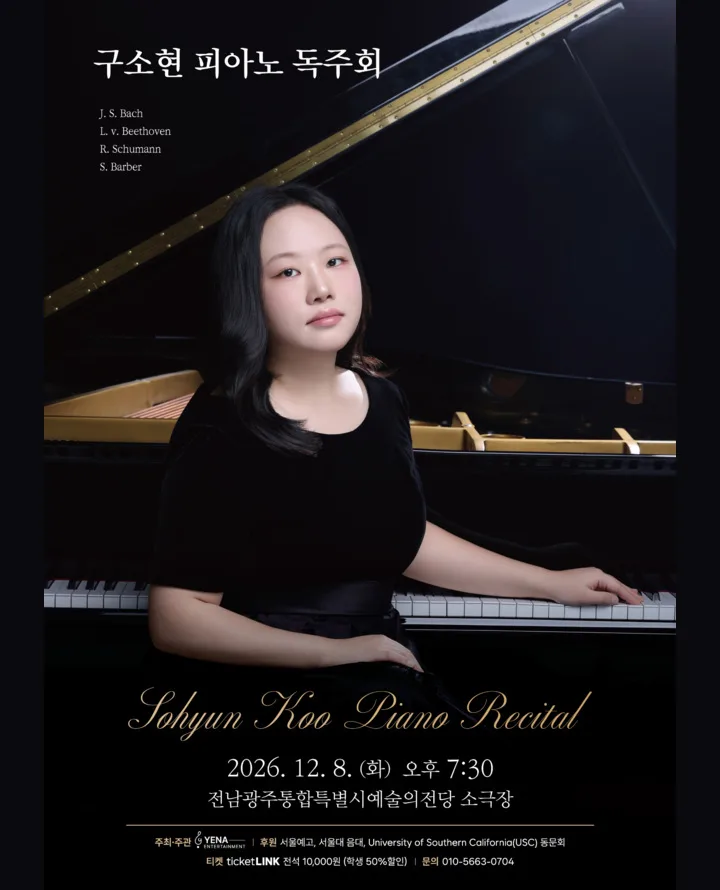 구소현 피아노 독주회
J. S. Bach
L. v. Beethoven
R. Schumann
S. Barber
Sohyun Koo Piano Recital
2026. 12. 8. (화) 오후 7:30
전남광주통합특별시예술의전당 소극장
주최·주관 YENA ENTERTAINMENT | 후원 서울예고, 서울대 음대, University of Southern California(USC) 동문회
티켓 ticketLINK 전석 10,000원 (학생 50%할인) | 문의 010-5663-0704